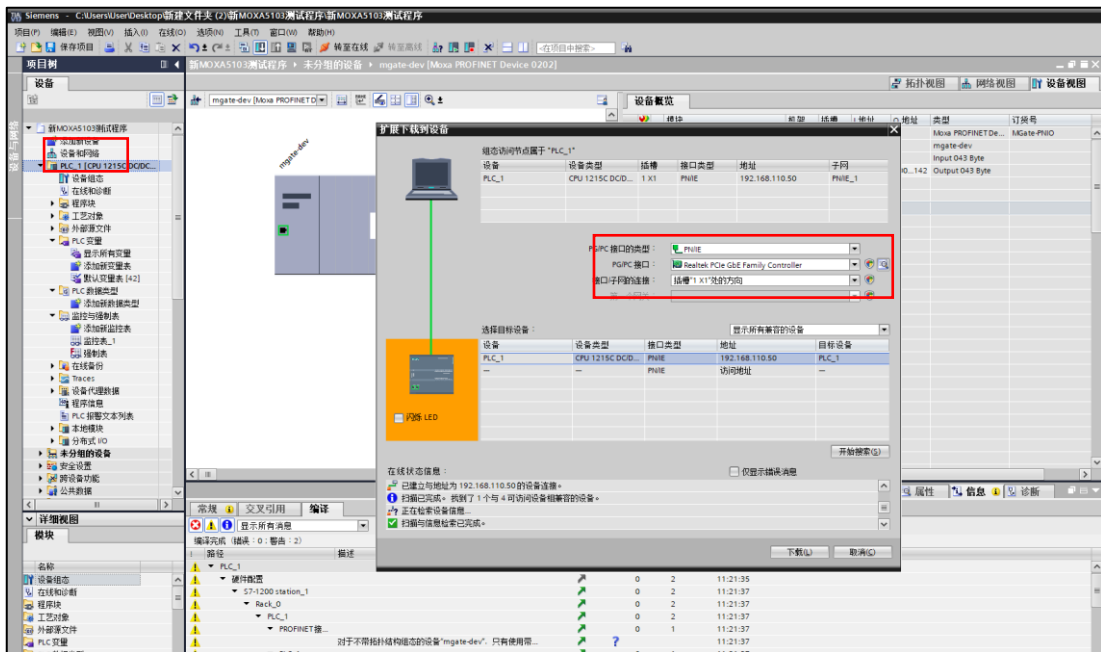 Siemens - C:\Users\User\Desktop\新建文件夹 (2)\新MOXA5103测试程序\新MOXA5103测试程序
项目(P) 编辑(E) 视图(V) 插入(I) 在线(O) 选项(N) 工具(T) 窗口(W) 帮助(H)
保存项目 转至在线 转至离线 <在项目中搜索>
项目树
新MOXA5103测试程序 ▸ 未分组的设备 ▸ mgate-dev [Moxa PROFINET Device 0202]
设备
拓扑视图 网络视图 设备视图
mgate-dev [Moxa PROFINET D
设备概览
mgate-dev
类型 订货号
Moxa PROFINET De... MGate-PNIO
mgate-dev
Input 043 Byte
Output 043 Byte
新MOXA5103测试程序
添加新设备
设备和网络
PLC_1 [CPU 1215C DC/DC...
设备组态
在线和诊断
程序块
工艺对象
外部源文件
PLC 变量
显示所有变量
添加新变量表
默认变量表 [42]
PLC 数据类型
添加新数据类型
监控与强制表
添加新监控表
监控表_1
强制表
在线备份
Traces
设备代理数据
程序信息
PLC 报警文本列表
本地模块
分布式 I/O
未分组的设备
安全设置
跨设备功能
公共数据
扩展下载到设备
组态访问节点属于 "PLC_1"
设备 设备类型 插槽 接口类型 地址 子网
PLC_1 CPU 1215C DC/D... 1 X1 PN/IE 192.168.110.50 PN/IE_1
PG/PC 接口的类型： PN/IE
PG/PC 接口： Realtek PCIe GbE Family Controller
接口/子网的连接： 插槽"1 X1"处的方向
选择目标设备： 显示所有兼容的设备
设备 设备类型 接口类型 地址 目标设备
PLC_1 CPU 1215C DC/D... PN/IE 192.168.110.50 PLC_1
— — PN/IE 访问地址 —
闪烁 LED
开始搜索(S)
在线状态信息：
仅显示错误消息
已建立与地址为 192.168.110.50 的设备连接。
扫描已完成。找到了 1 个与 4 可访问设备相兼容的设备。
正在检索设备信息...
扫描与信息检索已完成。
下载(L) 取消(C)
属性 信息 诊断
详细视图
模块
名称
设备组态
在线和诊断
程序块
工艺对象
外部源文件
PLC 变量
常规 交叉引用 编译
显示所有消息
编译完成（错误：0；警告：2）
! 路径 描述
PLC_1
硬件配置 0 2 11:21:35
S7-1200 station_1 0 2 11:21:37
Rack_0 0 2 11:21:37
PLC_1 0 2 11:21:37
PROFINET 接... 0 1 11:21:37
对于不带拓扑结构组态的设备"mgate-dev"．只有使用带... ? 11:21:37